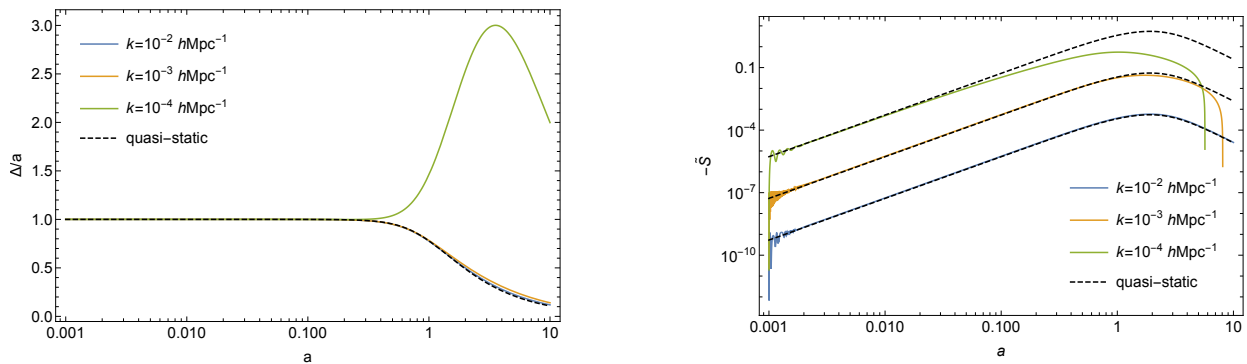 3.0
2.5
2.0
1.5
1.0
0.5
0.0
Δ/a
k=10⁻² hMpc⁻¹
k=10⁻³ hMpc⁻¹
k=10⁻⁴ hMpc⁻¹
quasi-static
0.001 0.010 0.100 1 10
a
0.1
10⁻⁴
10⁻⁷
10⁻¹⁰
-S̃
k=10⁻² hMpc⁻¹
k=10⁻³ hMpc⁻¹
k=10⁻⁴ hMpc⁻¹
quasi-static
0.001 0.010 0.100 1 10
a